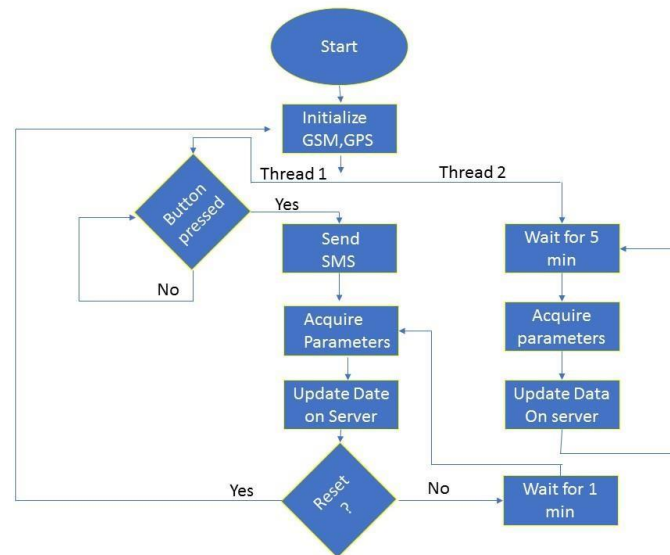 Start
Initialize
GSM,GPS
Thread 1
Thread 2
Button
pressed
Yes
No
Send
SMS
Acquire
Parameters
Update Date
on Server
Reset
?
Yes
No
Wait for 5
min
Acquire
parameters
Update Data
On server
Wait for 1
min